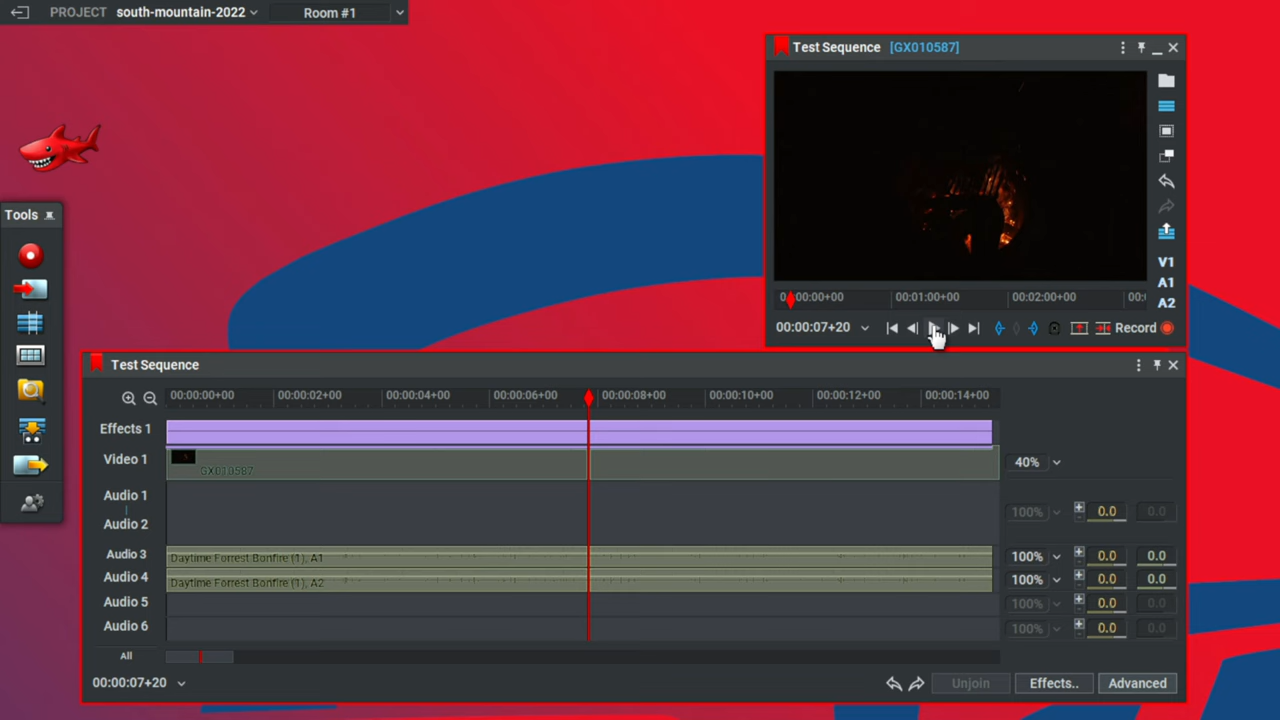 PROJECT south-mountain-2022 Room #1
Test Sequence [GX010587]
Tools
V1
A1
A2
00:01:00+00 00:02:00+00
00:00:07+20 Record
Test Sequence
00:00:00+00 00:00:02+00 00:00:04+00 00:00:06+00 00:00:08+00 00:00:10+00 00:00:12+00 00:00:14+00
Effects 1
Video 1 GX010587 40%
Audio 1
100% 0.0 0.0
Audio 2
Audio 3 Daytime Forrest Bonfire (1), A1 100% 0.0 0.0
Audio 4 Daytime Forrest Bonfire (1), A2 100% 0.0 0.0
Audio 5 100% 0.0 0.0
Audio 6 100% 0.0 0.0
All
00:00:07+20 Unjoin Effects.. Advanced